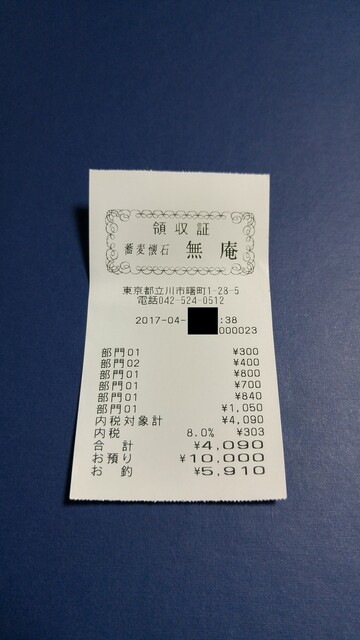 領収証
蕎麦懐石 無庵
東京都立川市曙町1-28-5
電話042-524-0512
2017-04- :38
000023
部門01 ¥300
部門02 ¥400
部門01 ¥800
部門01 ¥700
部門01 ¥840
部門01 ¥1,050
内税対象計 ¥4,090
内税 8.0% ¥303
合計 ¥4,090
お預り ¥10,000
お釣 ¥5,910